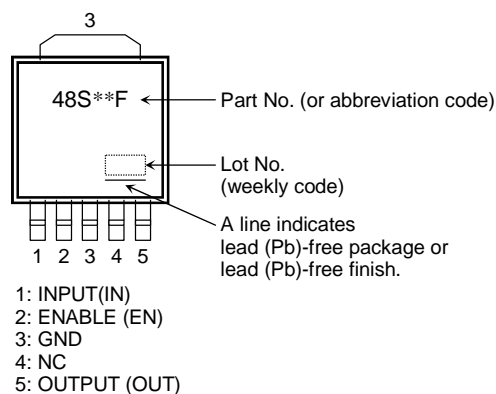 3
48S**F
Part No. (or abbreviation code)
Lot No.
(weekly code)
A line indicates
lead (Pb)-free package or
lead (Pb)-free finish.
1 2 3 4 5
1: INPUT(IN)
2: ENABLE (EN)
3: GND
4: NC
5: OUTPUT (OUT)